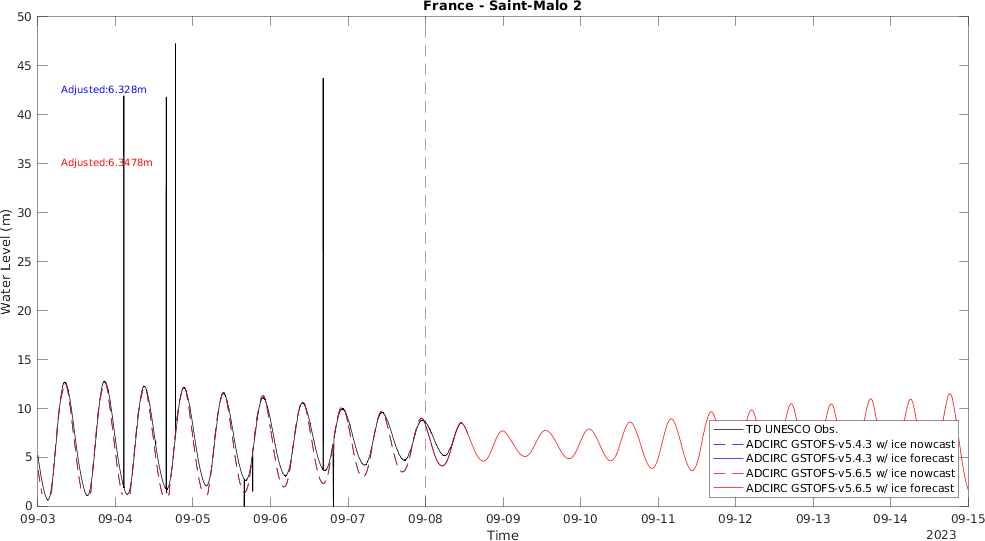 France - Saint-Malo 2
50
45
40
35
30
25
20
15
10
5
0
Water Level (m)
Adjusted:6.328m
Adjusted:6.3478m
TD UNESCO Obs.
ADCIRC GSTOFS-v5.4.3 w/ ice nowcast
ADCIRC GSTOFS-v5.4.3 w/ ice forecast
ADCIRC GSTOFS-v5.6.5 w/ ice nowcast
ADCIRC GSTOFS-v5.6.5 w/ ice forecast
09-03 09-04 09-05 09-06 09-07 09-08 09-09 09-10 09-11 09-12 09-13 09-14 09-15
Time
2023